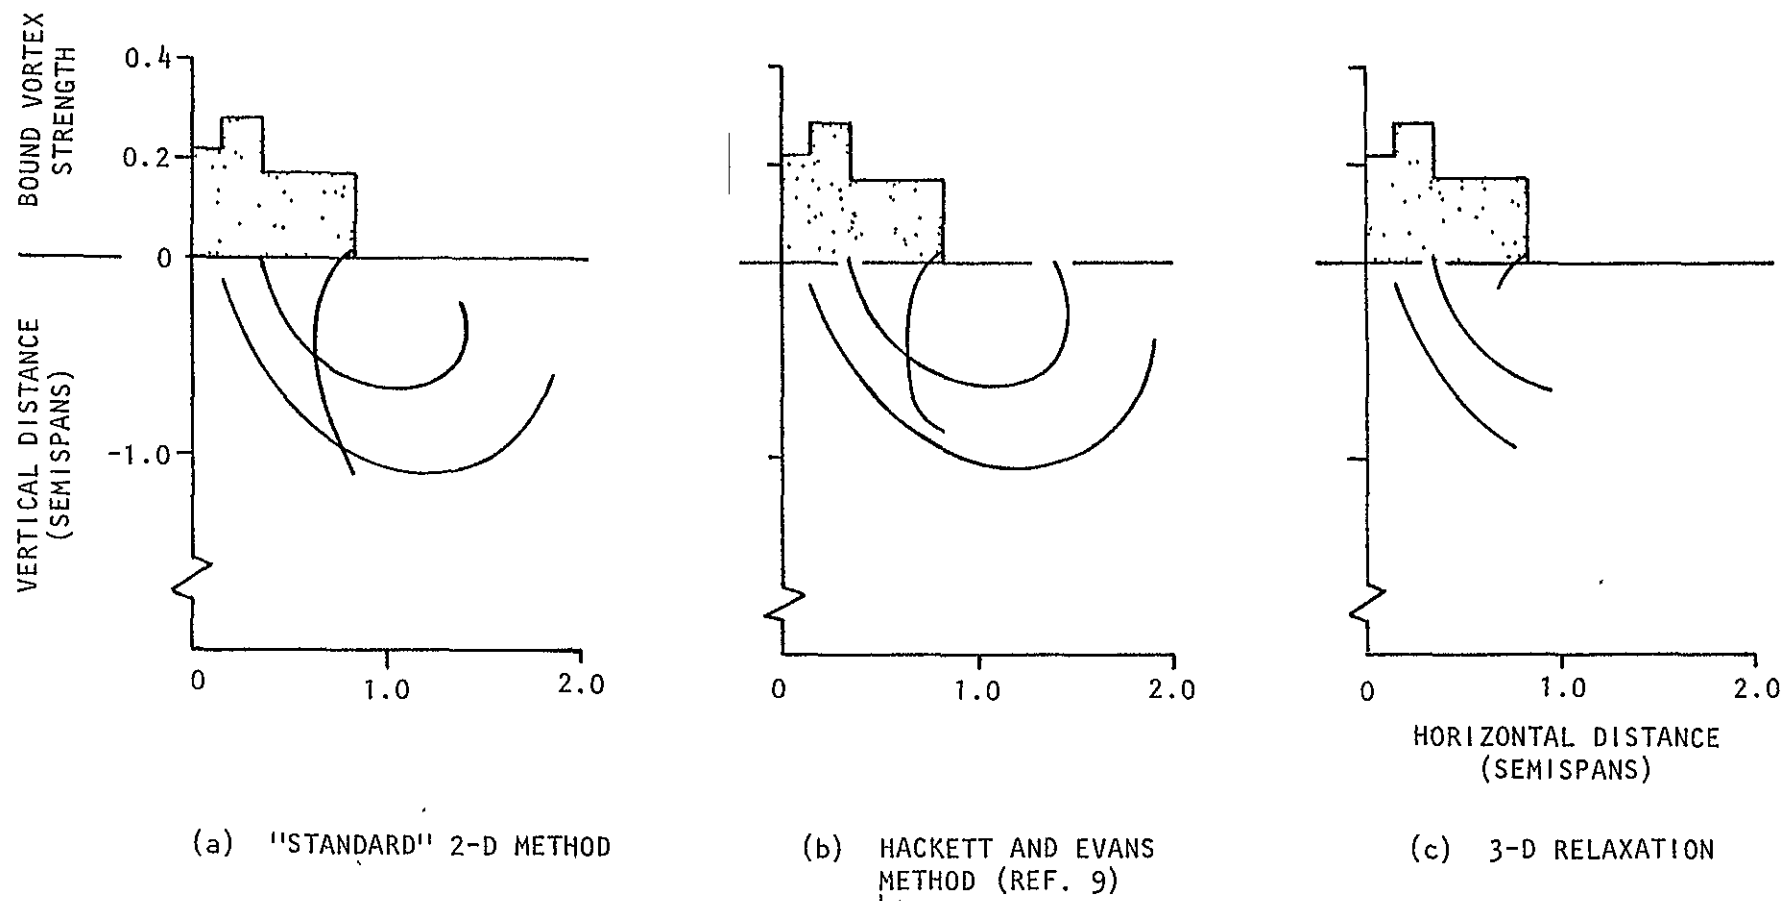 BOUND VORTEX
STRENGTH
0.4
0.2
0
VERTICAL DISTANCE
(SEMISPANS)
-1.0
0
1.0
2.0
0
1.0
2.0
0
1.0
2.0
HORIZONTAL DISTANCE
(SEMISPANS)
(a) "STANDARD" 2-D METHOD
(b) HACKETT AND EVANS
METHOD (REF. 9)
(c) 3-D RELAXATION